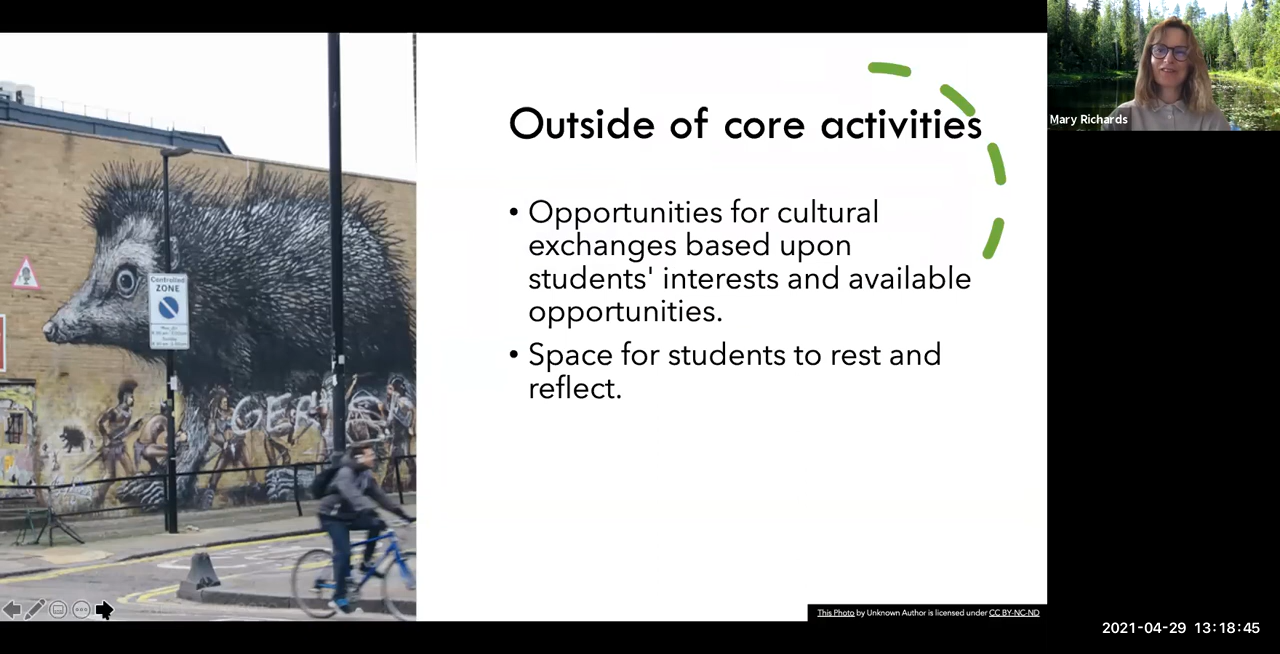 Outside of core activities
• Opportunities for cultural
exchanges based upon
students' interests and available
opportunities.
• Space for students to rest and
reflect.
Controlled
ZONE
GER
This Photo by Unknown Author is licensed under CC BY-NC-ND
Mary Richards
2021-04-29 13:18:45